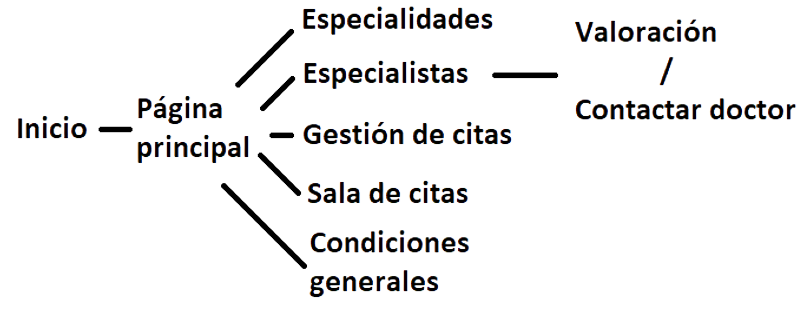 Inicio
Página
principal
Especialidades
Especialistas
Gestión de citas
Sala de citas
Condiciones
generales
Valoración
/
Contactar doctor